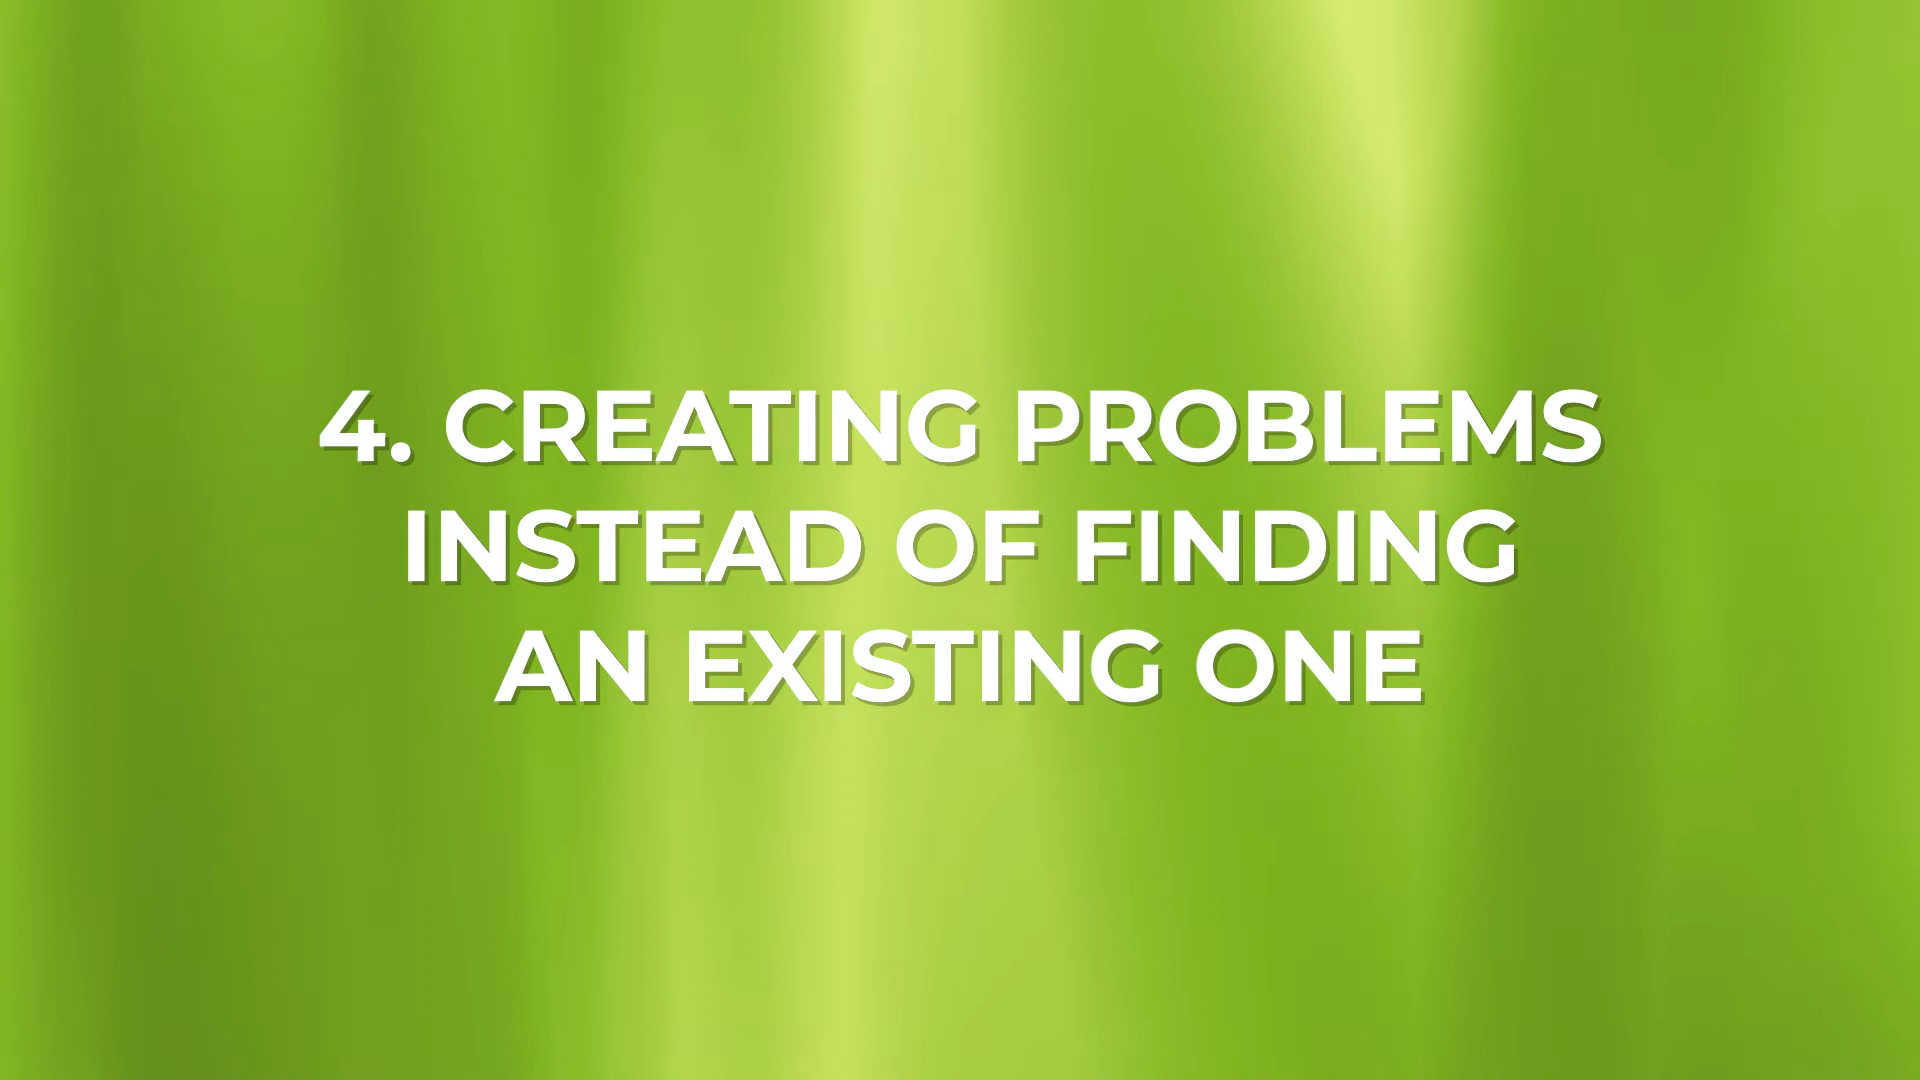 4. CREATING PROBLEMS
INSTEAD OF FINDING
AN EXISTING ONE